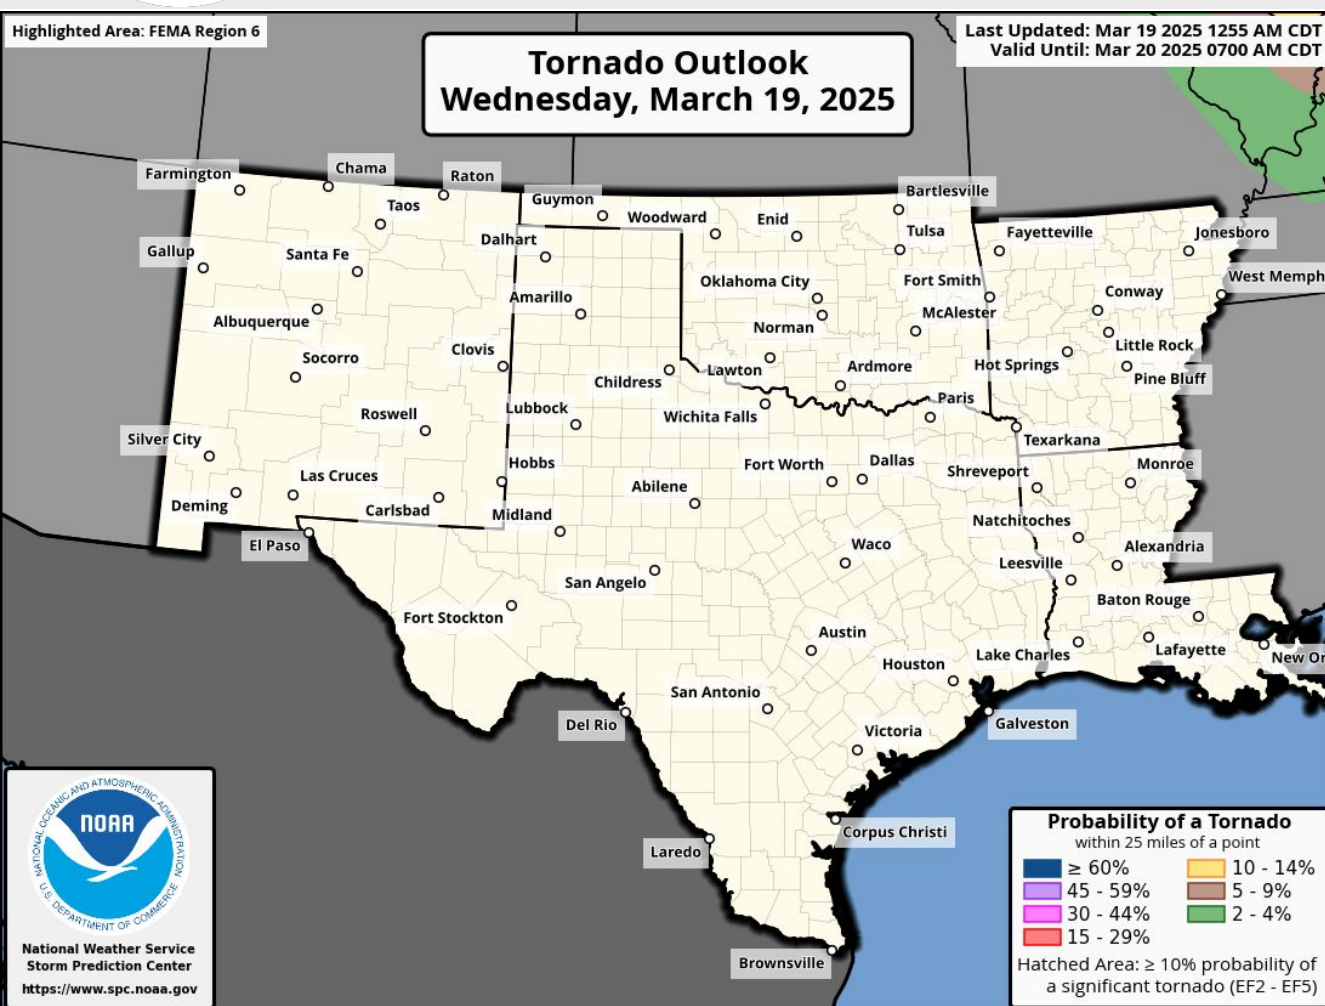 Highlighted Area: FEMA Region 6
Last Updated: Mar 19 2025 1255 AM CDT
Valid Until: Mar 20 2025 0700 AM CDT
Tornado Outlook
Wednesday, March 19, 2025
Farmington
Chama
Raton
Taos
Guymon
Woodward
Enid
Bartlesville
Tulsa
Fayetteville
Jonesboro
Gallup
Santa Fe
Dalhart
Oklahoma City
Fort Smith
West Memph
Amarillo
Conway
Albuquerque
Norman
McAlester
Little Rock
Socorro
Clovis
Childress
Lawton
Ardmore
Hot Springs
Pine Bluff
Roswell
Lubbock
Wichita Falls
Paris
Silver City
Texarkana
Las Cruces
Hobbs
Abilene
Fort Worth
Dallas
Shreveport
Monroe
Deming
Carlsbad
Midland
Natchitoches
El Paso
Waco
Alexandria
San Angelo
Leesville
Fort Stockton
Baton Rouge
Austin
Houston
Lake Charles
Lafayette
New Or
San Antonio
Del Rio
Galveston
Victoria
Corpus Christi
Laredo
Brownsville
NATIONAL OCEANIC AND ATMOSPHERIC ADMINISTRATION
NOAA
U.S. DEPARTMENT OF COMMERCE
National Weather Service
Storm Prediction Center
https://www.spc.noaa.gov
Probability of a Tornado
within 25 miles of a point
≥ 60%
10 - 14%
45 - 59%
5 - 9%
30 - 44%
2 - 4%
15 - 29%
Hatched Area: ≥ 10% probability of
a significant tornado (EF2 - EF5)